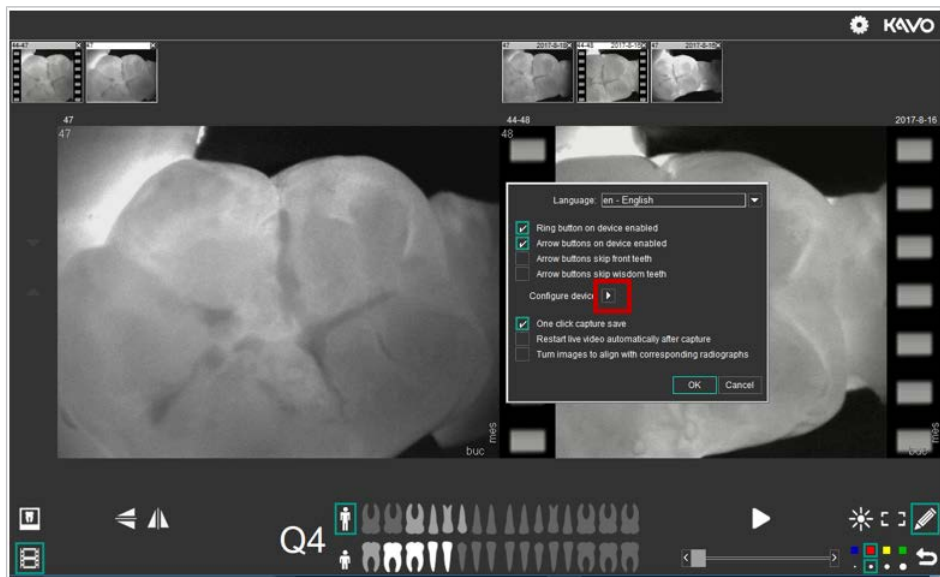 KAVO
44-47
47
47 2017-8-16
44-48 2017-8-16
47 2017-8-16
47
44-48
2017-8-16
47
48
Language: en - English
Ring button on device enabled
Arrow buttons on device enabled
Arrow buttons skip front teeth
Arrow buttons skip wisdom teeth
Configure device
One click capture save
Restart live video automatically after capture
Turn images to align with corresponding radiographs
OK Cancel
mes
buc
mes
buc
Q4